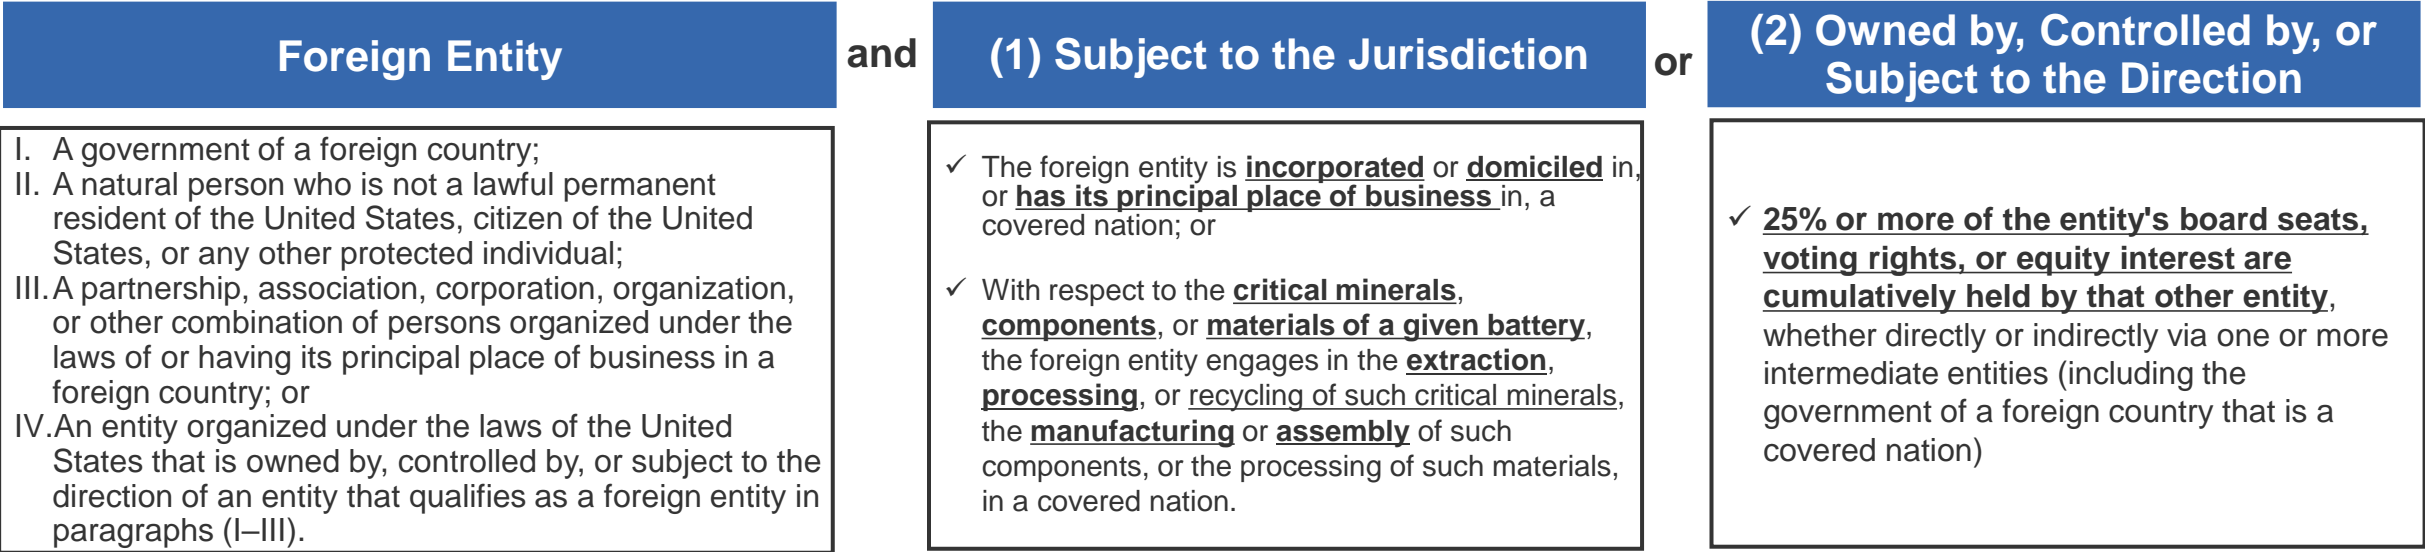 Foreign Entity
and
(1) Subject to the Jurisdiction
or
(2) Owned by, Controlled by, or
Subject to the Direction
I. A government of a foreign country;
II. A natural person who is not a lawful permanent
resident of the United States, citizen of the United
States, or any other protected individual;
III. A partnership, association, corporation, organization,
or other combination of persons organized under the
laws of or having its principal place of business in a
foreign country; or
IV. An entity organized under the laws of the United
States that is owned by, controlled by, or subject to the
direction of an entity that qualifies as a foreign entity in
paragraphs (I–III).
✓ The foreign entity is incorporated or domiciled in,
or has its principal place of business in, a
covered nation; or
✓ With respect to the critical minerals,
components, or materials of a given battery,
the foreign entity engages in the extraction,
processing, or recycling of such critical minerals,
the manufacturing or assembly of such
components, or the processing of such materials,
in a covered nation.
✓ 25% or more of the entity's board seats,
voting rights, or equity interest are
cumulatively held by that other entity,
whether directly or indirectly via one or more
intermediate entities (including the
government of a foreign country that is a
covered nation)